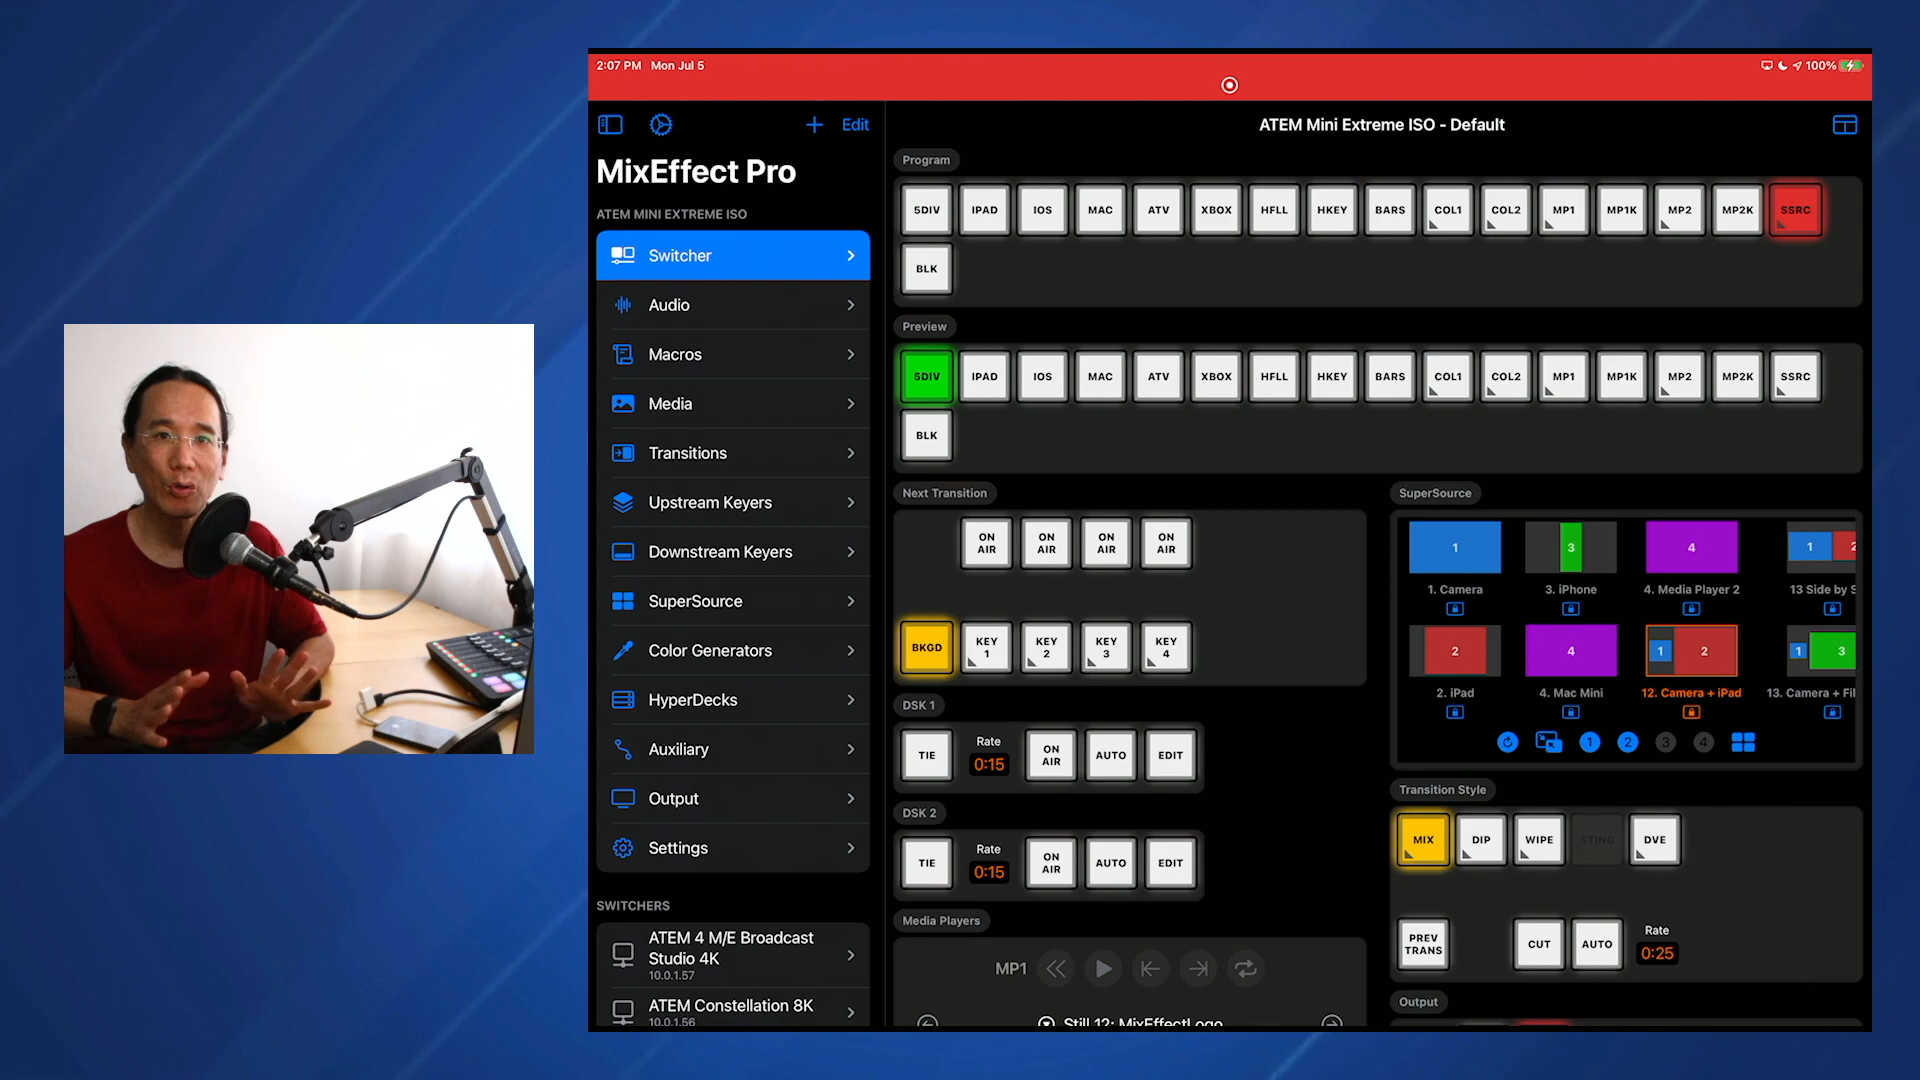 2:07 PM Mon Jul 5
100%
Edit
MixEffect Pro
ATEM MINI EXTREME ISO
Switcher
Audio
Macros
Media
Transitions
Upstream Keyers
Downstream Keyers
SuperSource
Color Generators
HyperDecks
Auxiliary
Output
Settings
SWITCHERS
ATEM 4 M/E Broadcast
Studio 4K
10.0.1.57
ATEM Constellation 8K
10.0.1.56
ATEM Mini Extreme ISO - Default
Program
5DIV IPAD IOS MAC ATV XBOX HFLL HKEY BARS COL1 COL2 MP1 MP1K MP2 MP2K SSRC
BLK
Preview
5DIV IPAD IOS MAC ATV XBOX HFLL HKEY BARS COL1 COL2 MP1 MP1K MP2 MP2K SSRC
BLK
Next Transition
ON ON ON ON
AIR AIR AIR AIR
BKGD
KEY KEY KEY KEY
1 2 3 4
DSK 1
TIE
Rate
0:15
ON
AIR
AUTO
EDIT
DSK 2
TIE
Rate
0:15
ON
AIR
AUTO
EDIT
Media Players
MP1
Still 12: MixEffectLogo
SuperSource
1 3 4 1 2
1. Camera 3. iPhone 4. Media Player 2 13 Side by S
2 4 1 2 1 3
2. iPad 4. Mac Mini 12. Camera + iPad 13. Camera + Fil
1 2 3 4
Transition Style
MIX DIP WIPE STING DVE
PREV
TRANS
CUT
AUTO
Rate
0:25
Output